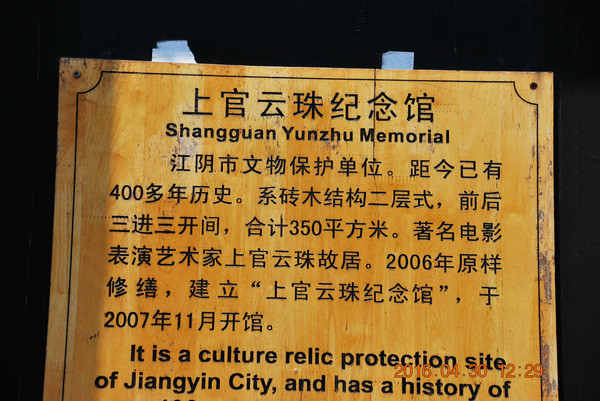 上官云珠纪念馆
Shangguan Yunzhu Memorial
江阴市文物保护单位。距今已有
400多年历史。系砖木结构二层式，前后
三进三开间，合计350平方米。著名电影
表演艺术家上官云珠故居。2006年原样
修缮，建立“上官云珠纪念馆”，于
2007年11月开馆。
It is a culture relic protection site
of Jiangyin City, and has a history of
2016.04.30 12:29